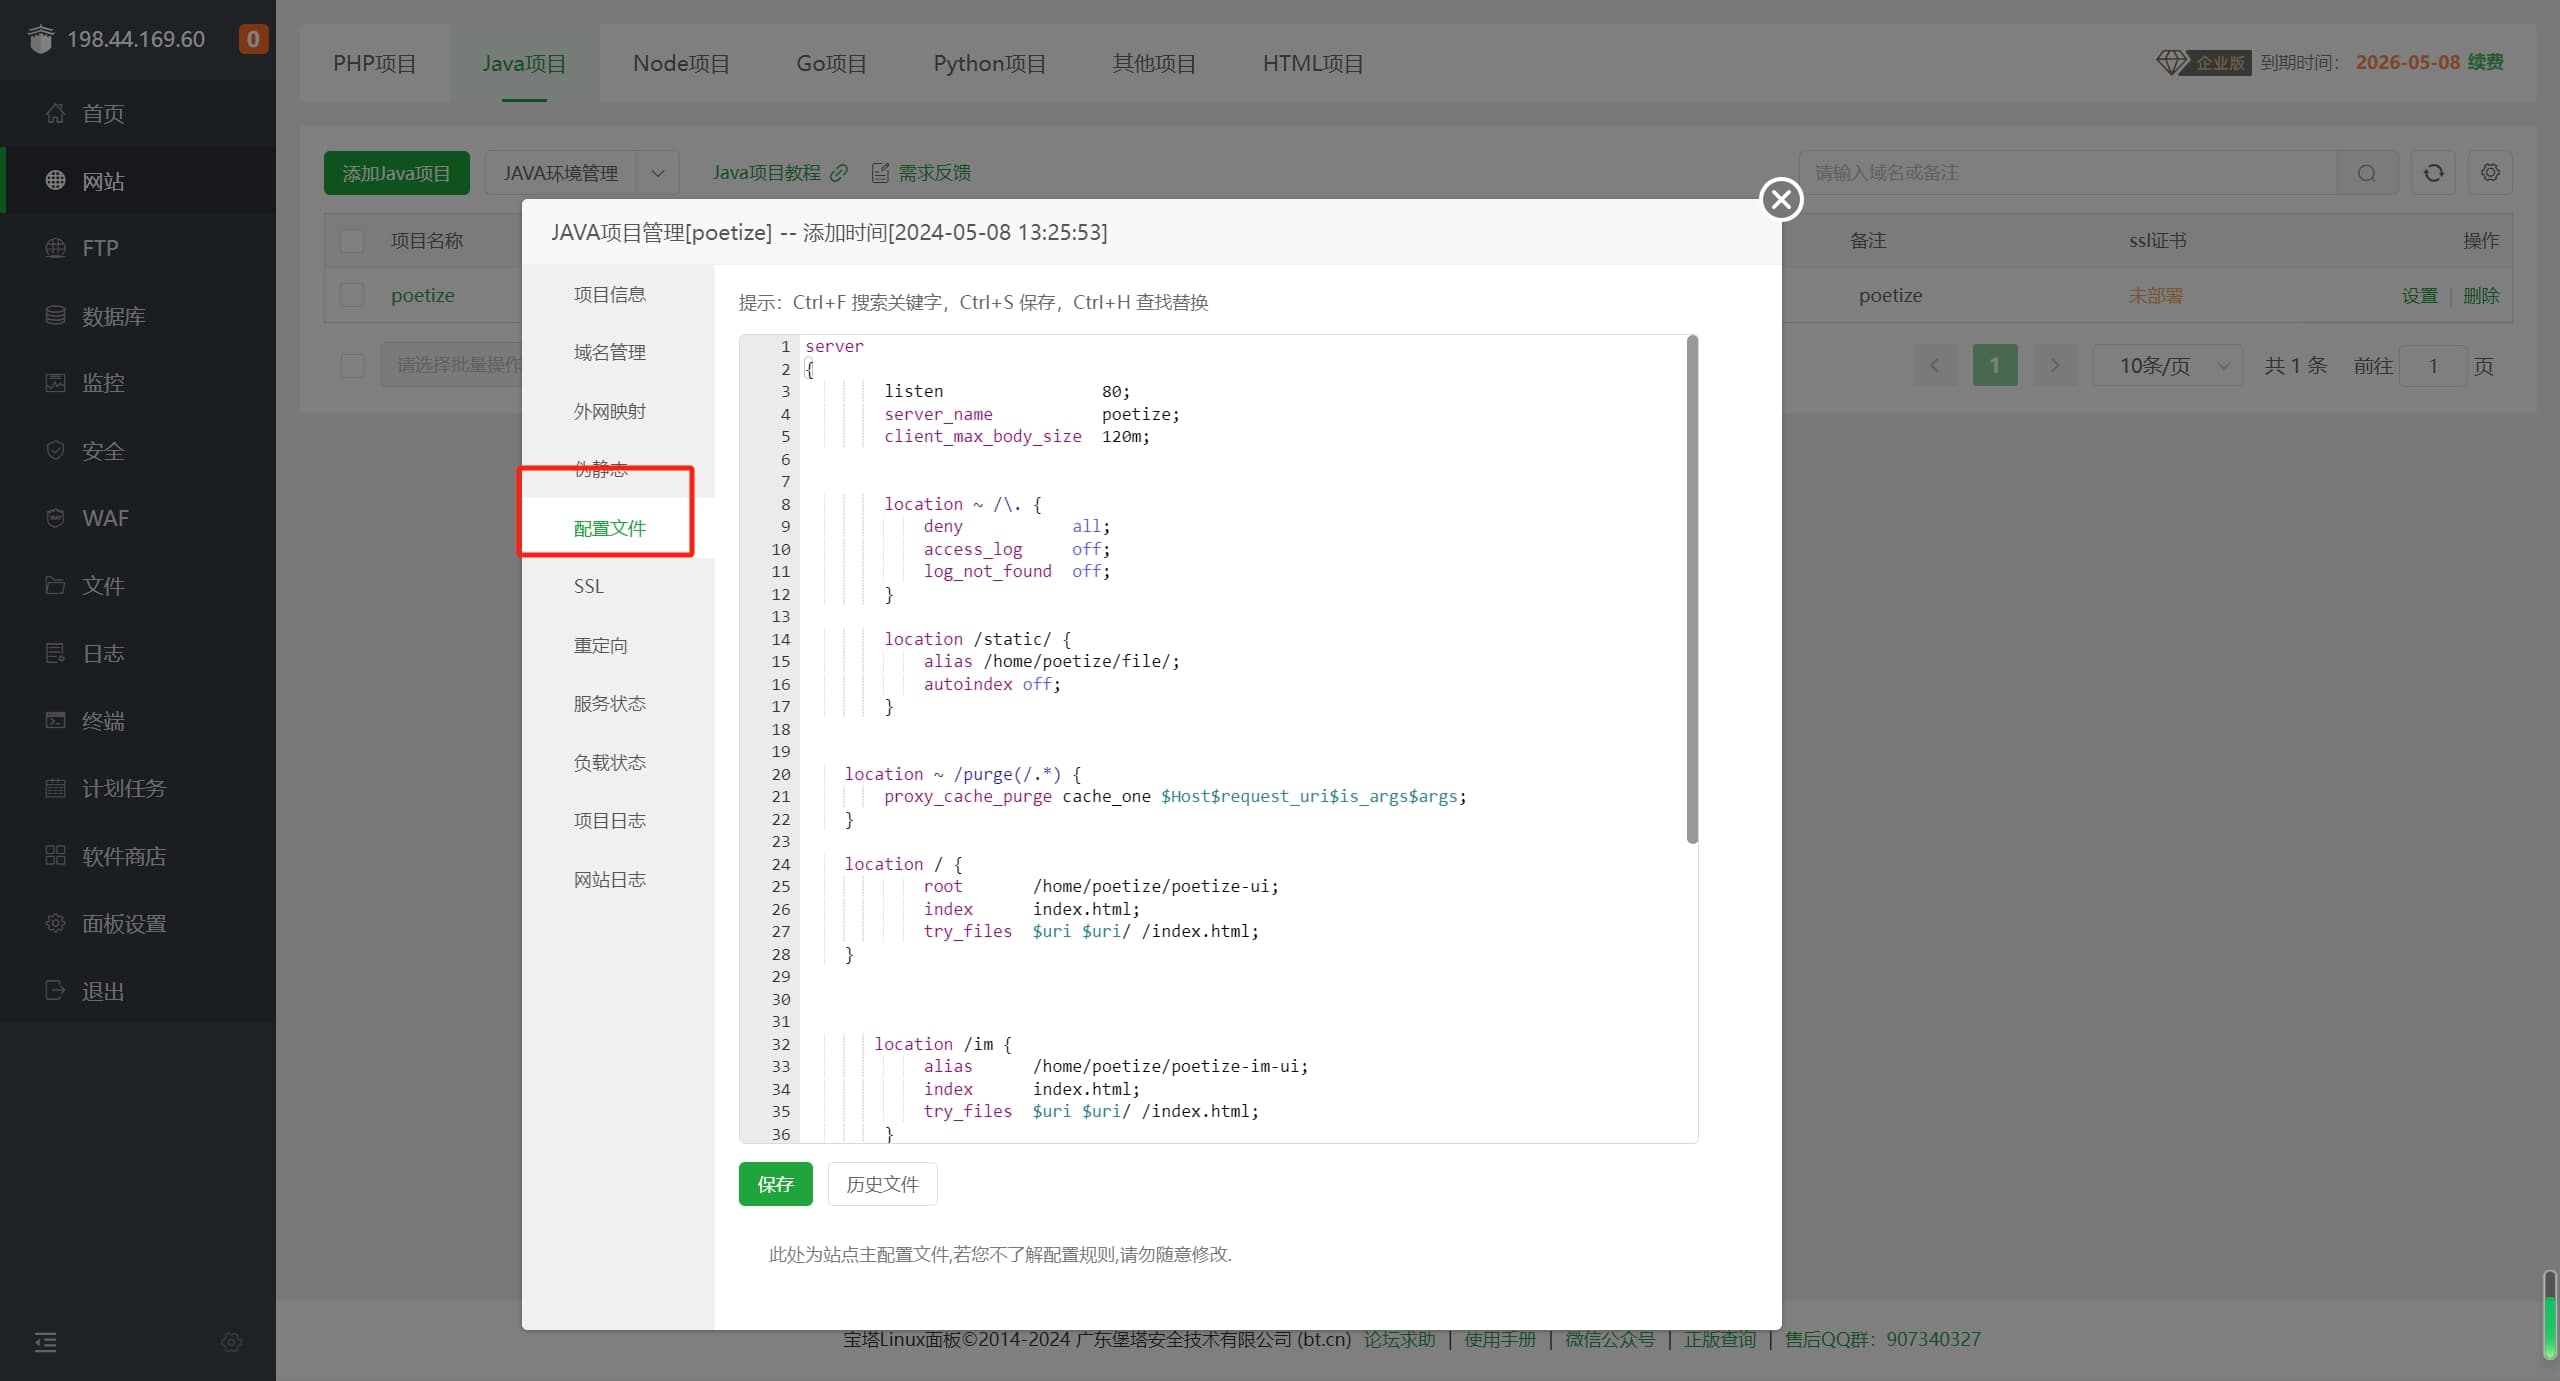 198.44.169.60
0
首页
网站
FTP
数据库
监控
安全
WAF
文件
日志
终端
计划任务
软件商店
面板设置
退出
PHP项目
Java项目
Node项目
Go项目
Python项目
其他项目
HTML项目
企业版
到期时间：
2026-05-08
续费
添加Java项目
JAVA环境管理
Java项目教程
需求反馈
请输入域名或备注
项目名称
备注
ssl证书
操作
poetize
poetize
未部署
设置 | 删除
请选择批量操作
1
10条/页
共 1 条
前往
1
页
JAVA项目管理[poetize] -- 添加时间[2024-05-08 13:25:53]
项目信息
域名管理
外网映射
伪静态
配置文件
SSL
重定向
服务状态
负载状态
项目日志
网站日志
提示：Ctrl+F 搜索关键字，Ctrl+S 保存，Ctrl+H 查找替换
1 server
2 {
3 listen 80;
4 server_name poetize;
5 client_max_body_size 120m;
6
7
8 location ~ /\. {
9 deny all;
10 access_log off;
11 log_not_found off;
12 }
13
14 location /static/ {
15 alias /home/poetize/file/;
16 autoindex off;
17 }
18
19
20 location ~ /purge(/.*) {
21 proxy_cache_purge cache_one $Host$request_uri$is_args$args;
22 }
23
24 location / {
25 root /home/poetize/poetize-ui;
26 index index.html;
27 try_files $uri $uri/ /index.html;
28 }
29
30
31
32 location /im {
33 alias /home/poetize/poetize-im-ui;
34 index index.html;
35 try_files $uri $uri/ /index.html;
36 }
保存
历史文件
此处为站点主配置文件,若您不了解配置规则,请勿随意修改.
宝塔Linux面板©2014-2024 广东堡塔安全技术有限公司 (bt.cn) 论坛求助 | 使用手册 | 微信公众号 | 正版查询 | 售后QQ群：907340327